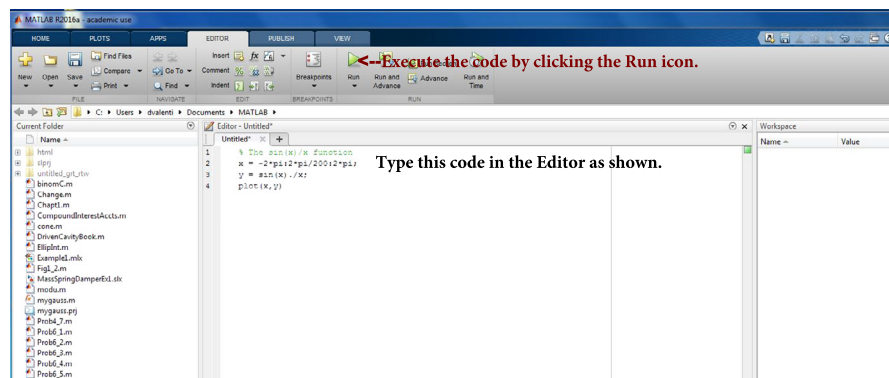 MATLAB R2016a - academic use
HOME PLOTS APPS EDITOR PUBLISH VIEW
New Open Save Find Files Compare Print Go To Find Insert fx Comment Indent Breakpoints Run Run and Advance Advance Run and Time
<--Execute the code by clicking the Run icon.
FILE NAVIGATE EDIT BREAKPOINTS RUN
C: Users dvalenti Documents MATLAB
Current Folder
Name
html
slprj
untitled_grt_rtw
binomC.m
Change.m
Chapt1.m
CompoundInterestAccts.m
cone.m
DrivenCavityBook.m
EllipInt.m
Example1.mlx
Fig1_2.m
MassSpringDamperEx1.slx
modu.m
mygauss.m
mygauss.prj
Prob4_7.m
Prob6_1.m
Prob6_2.m
Prob6_3.m
Prob6_4.m
Prob6_5.m
Editor - Untitled*
Untitled* × +
1 % The sin(x)/x function
2 x = -2*pi:2*pi/200:2*pi;
3 y = sin(x)./x;
4 plot(x,y)
Type this code in the Editor as shown.
Workspace
Name Value